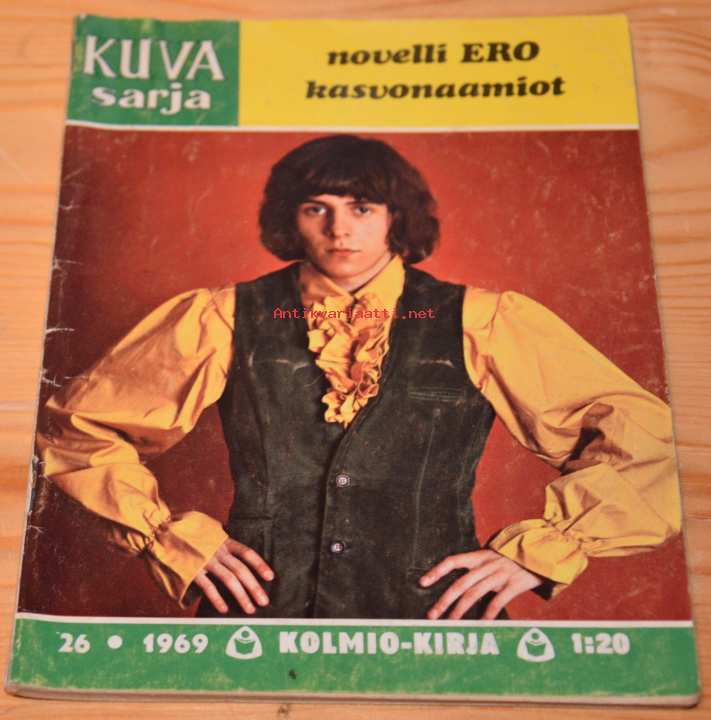 KUVA
sarja
novelli ERO
kasvonaamiot
Antikvariaatti.net
26 • 1969 KOLMIO-KIRJA 1:20